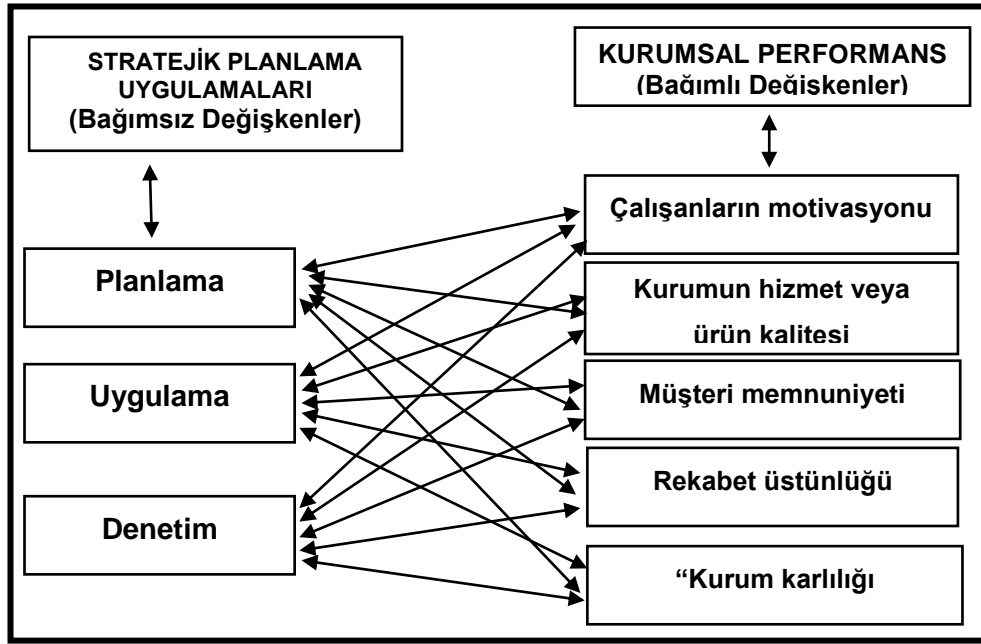 STRATEJİK PLANLAMA
UYGULAMALARI
(Bağımsız Değişkenler)
KURUMSAL PERFORMANS
(Bağımlı Değişkenler)
Planlama
Uygulama
Denetim
Çalışanların motivasyonu
Kurumun hizmet veya
ürün kalitesi
Müşteri memnuniyeti
Rekabet üstünlüğü
“Kurum karlılığı